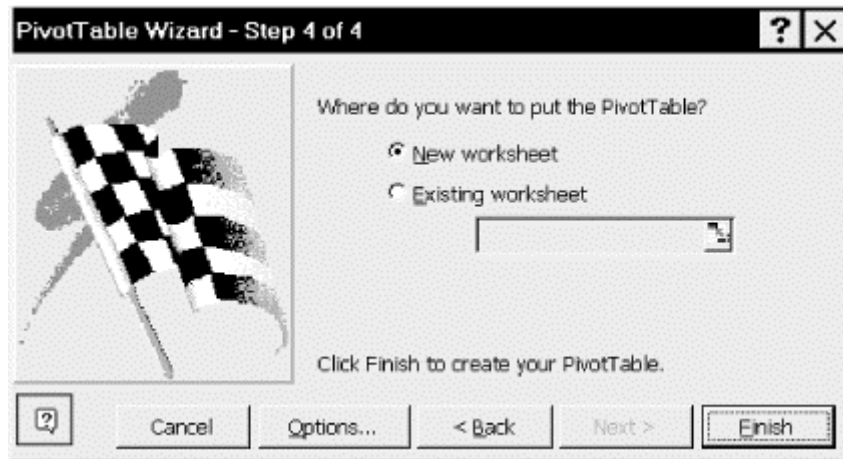 PivotTable Wizard - Step 4 of 4
? X
Where do you want to put the PivotTable?
New worksheet
Existing worksheet
Click Finish to create your PivotTable.
?
Cancel Options... < Back Next > Finish